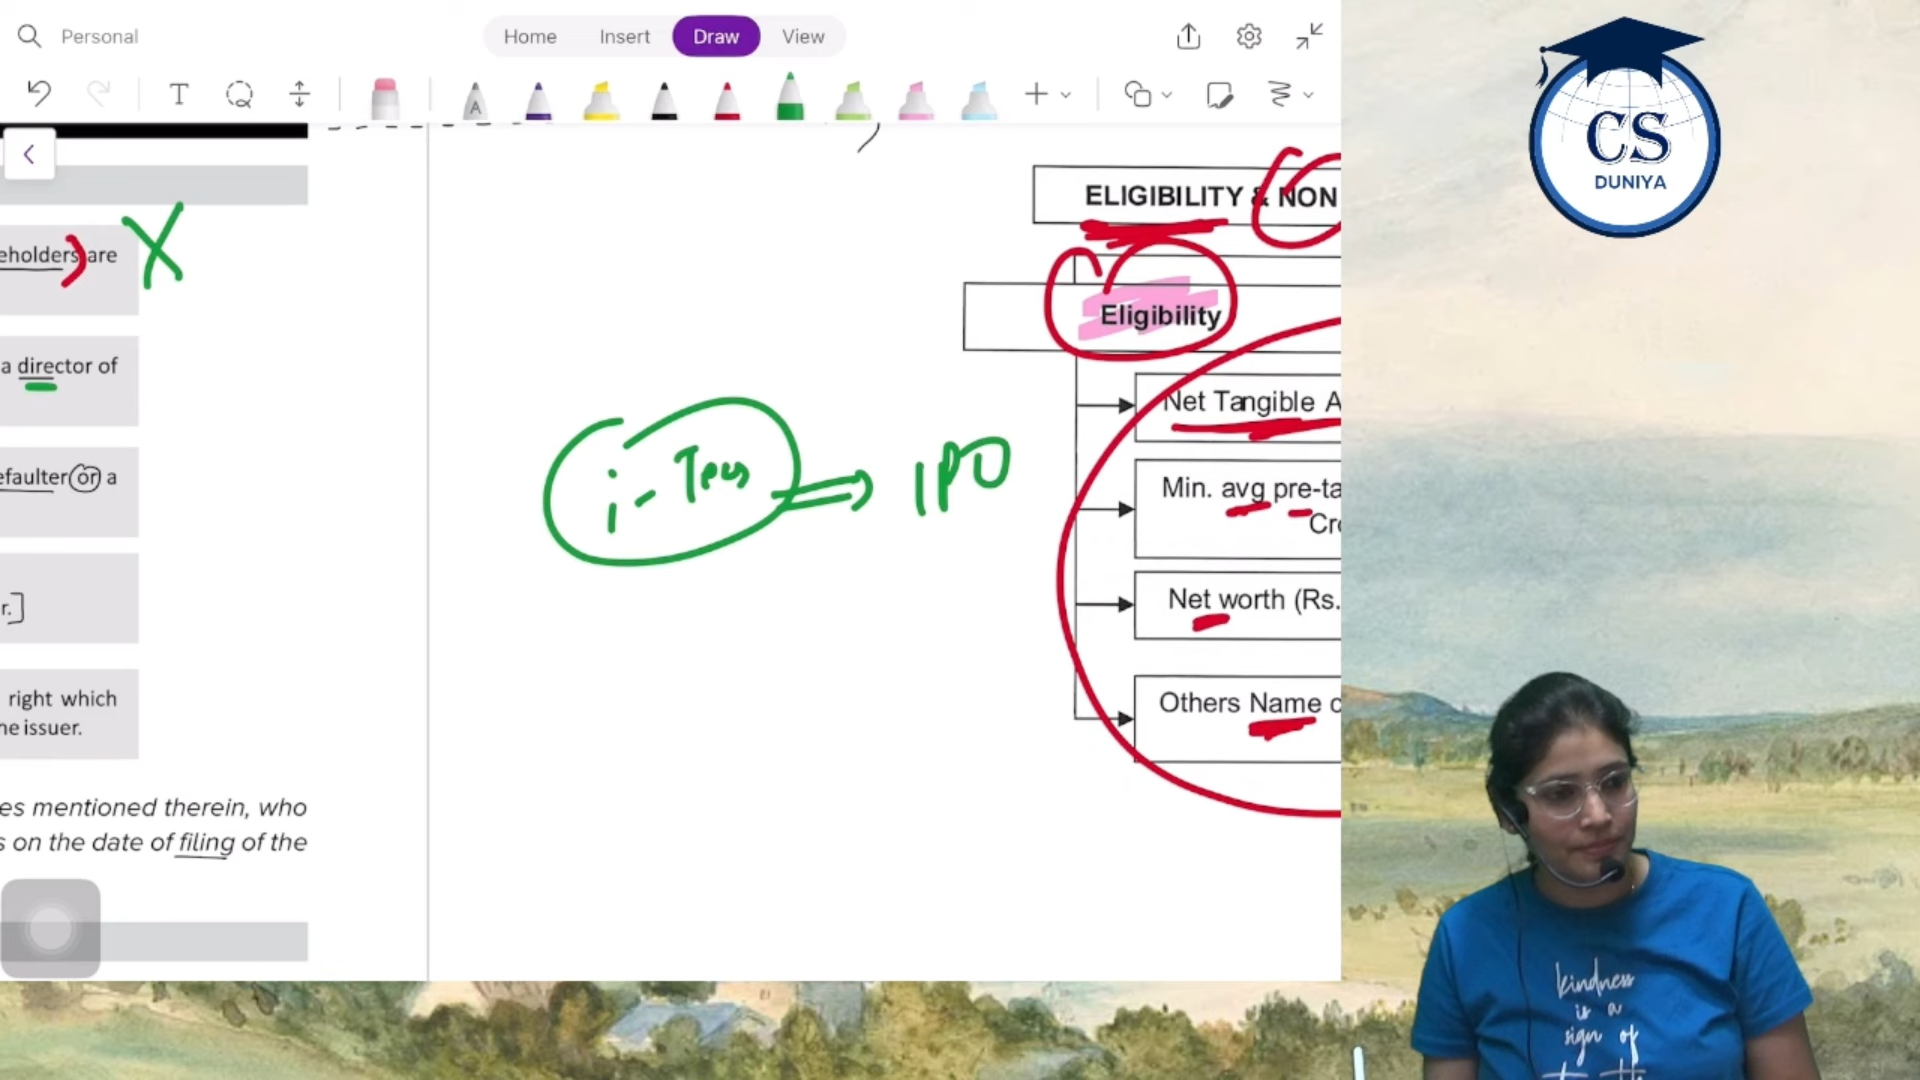 Personal
Home Insert Draw View
T
A
CS
DUNIYA
eholders are
a director of
efaulter or a
r.]
right which
ne issuer.
es mentioned therein, who
s on the date of filing of the
X
i-
IPO
ELIGIBILITY & NON
Eligibility
Net Tangible A
Min. avg pre-ta
Cro
Net worth (Rs.
Others Name o
kindness
is a
sign of